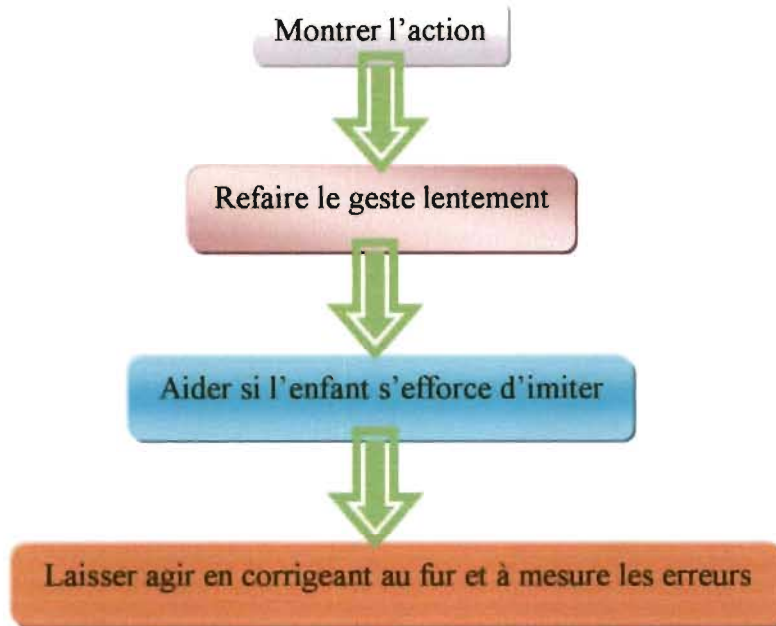 Montrer l’action
Refaire le geste lentement
Aider si l’enfant s’efforce d’imiter
Laisser agir en corrigeant au fur et à mesure les erreurs